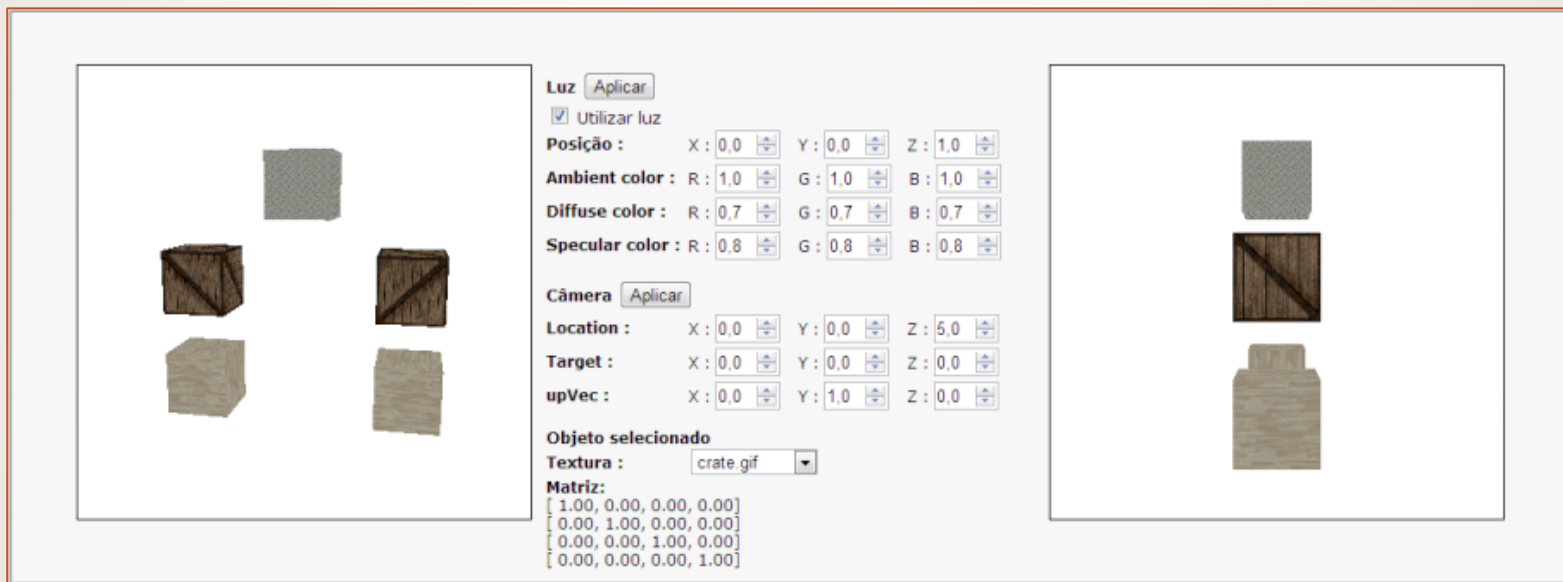 Luz Aplicar
Utilizar luz
Posição : X : 0,0 Y : 0,0 Z : 1,0
Ambient color : R : 1,0 G : 1,0 B : 1,0
Diffuse color : R : 0,7 G : 0,7 B : 0,7
Specular color : R : 0,8 G : 0,8 B : 0,8
Câmera Aplicar
Location : X : 0,0 Y : 0,0 Z : 5,0
Target : X : 0,0 Y : 0,0 Z : 0,0
upVec : X : 0,0 Y : 1,0 Z : 0,0
Objeto selecionado
Textura : crate.gif
Matriz:
[ 1.00, 0.00, 0.00, 0.00]
[ 0.00, 1.00, 0.00, 0.00]
[ 0.00, 0.00, 1.00, 0.00]
[ 0.00, 0.00, 0.00, 1.00]